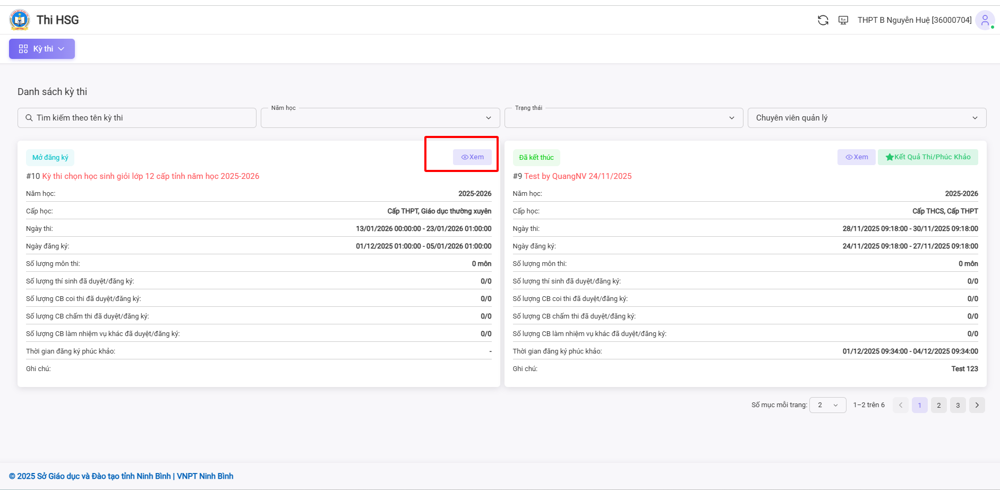 Thi HSG
THPT B Nguyễn Huệ [36000704]
Kỳ thi
Danh sách kỳ thi
Tìm kiếm theo tên kỳ thi
Năm học
Trạng thái
Chuyên viên quản lý
Mở đăng ký
Xem
#10 Kỳ thi chọn học sinh giỏi lớp 12 cấp tỉnh năm học 2025-2026
Năm học: 2025-2026
Cấp học: Cấp THPT, Giáo dục thường xuyên
Ngày thi: 13/01/2026 00:00:00 - 23/01/2026 01:00:00
Ngày đăng ký: 01/12/2025 01:00:00 - 05/01/2026 01:00:00
Số lượng môn thi: 0 môn
Số lượng thí sinh đã duyệt/đăng ký: 0/0
Số lượng CB coi thi đã duyệt/đăng ký: 0/0
Số lượng CB chấm thi đã duyệt/đăng ký: 0/0
Số lượng CB làm nhiệm vụ khác đã duyệt/đăng ký: 0/0
Thời gian đăng ký phúc khảo: -
Ghi chú:
Đã kết thúc
Xem
Kết Quả Thi/Phúc Khảo
#9 Test by QuangNV 24/11/2025
Năm học: 2025-2026
Cấp học: Cấp THCS, Cấp THPT
Ngày thi: 28/11/2025 09:18:00 - 30/11/2025 09:18:00
Ngày đăng ký: 24/11/2025 09:18:00 - 27/11/2025 09:18:00
Số lượng môn thi: 0 môn
Số lượng thí sinh đã duyệt/đăng ký: 0/0
Số lượng CB coi thi đã duyệt/đăng ký: 0/0
Số lượng CB chấm thi đã duyệt/đăng ký: 0/0
Số lượng CB làm nhiệm vụ khác đã duyệt/đăng ký: 0/0
Thời gian đăng ký phúc khảo: 01/12/2025 09:34:00 - 04/12/2025 09:34:00
Ghi chú: Test 123
Số mục mỗi trang: 2 1–2 trên 6 1 2 3
© 2025 Sở Giáo dục và Đào tạo tỉnh Ninh Bình | VNPT Ninh Bình